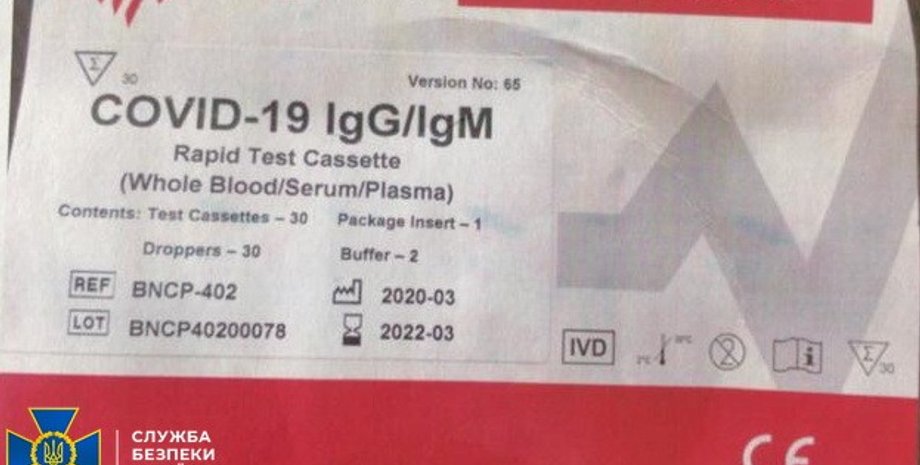 Σ 30
Version No: 65
COVID-19 IgG/IgM
Rapid Test Cassette
(Whole Blood/Serum/Plasma)
Contents: Test Cassettes – 30 Package Insert – 1
Droppers – 30 Buffer – 2
REF BNCP-402 2020-03
LOT BNCP40200078 2022-03
IVD 2 i Σ 30
CE
СЛУЖБА
БЕЗПЕКИ